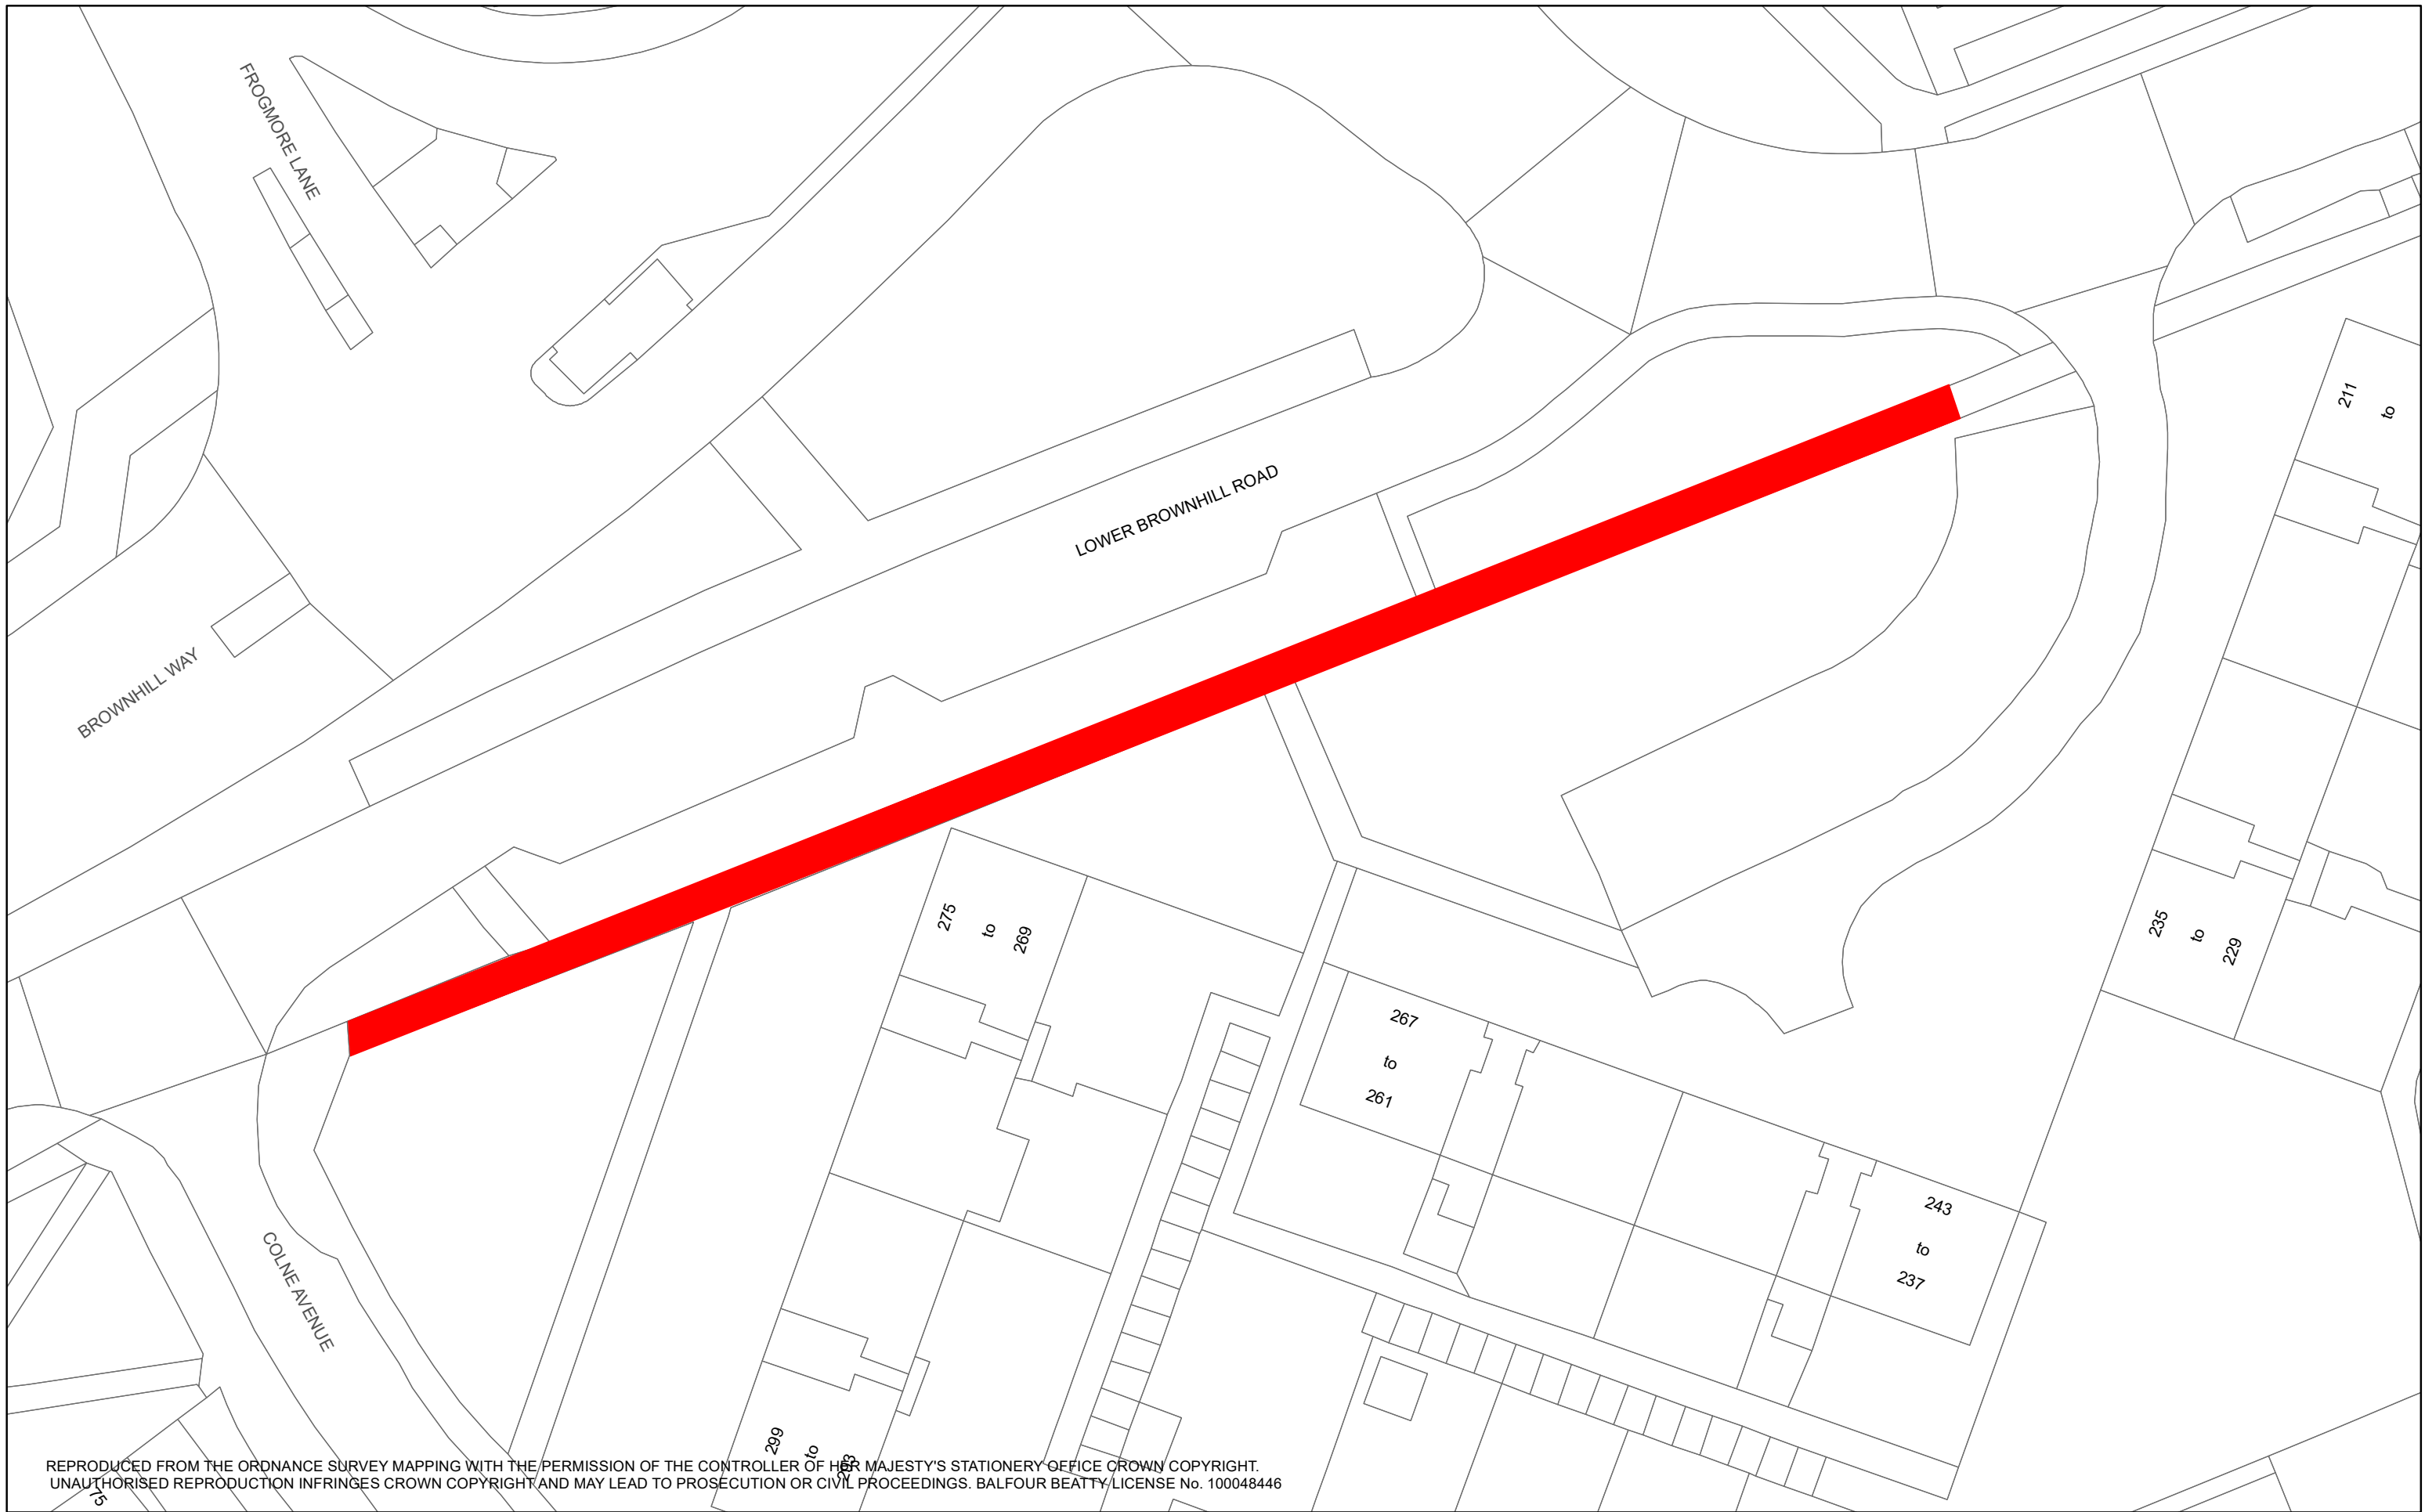 FROGMORE LANE
211
to
LOWER BROWNHILL ROAD
BROWNHILL WAY
275
to
269
235
to
229
267
to
261
243
to
237
COLNE AVENUE
299
to
293
75
REPRODUCED FROM THE ORDNANCE SURVEY MAPPING WITH THE PERMISSION OF THE CONTROLLER OF HER MAJESTY'S STATIONERY OFFICE CROWN COPYRIGHT.
UNAUTHORISED REPRODUCTION INFRINGES CROWN COPYRIGHT AND MAY LEAD TO PROSECUTION OR CIVIL PROCEEDINGS. BALFOUR BEATTY LICENSE No. 100048446